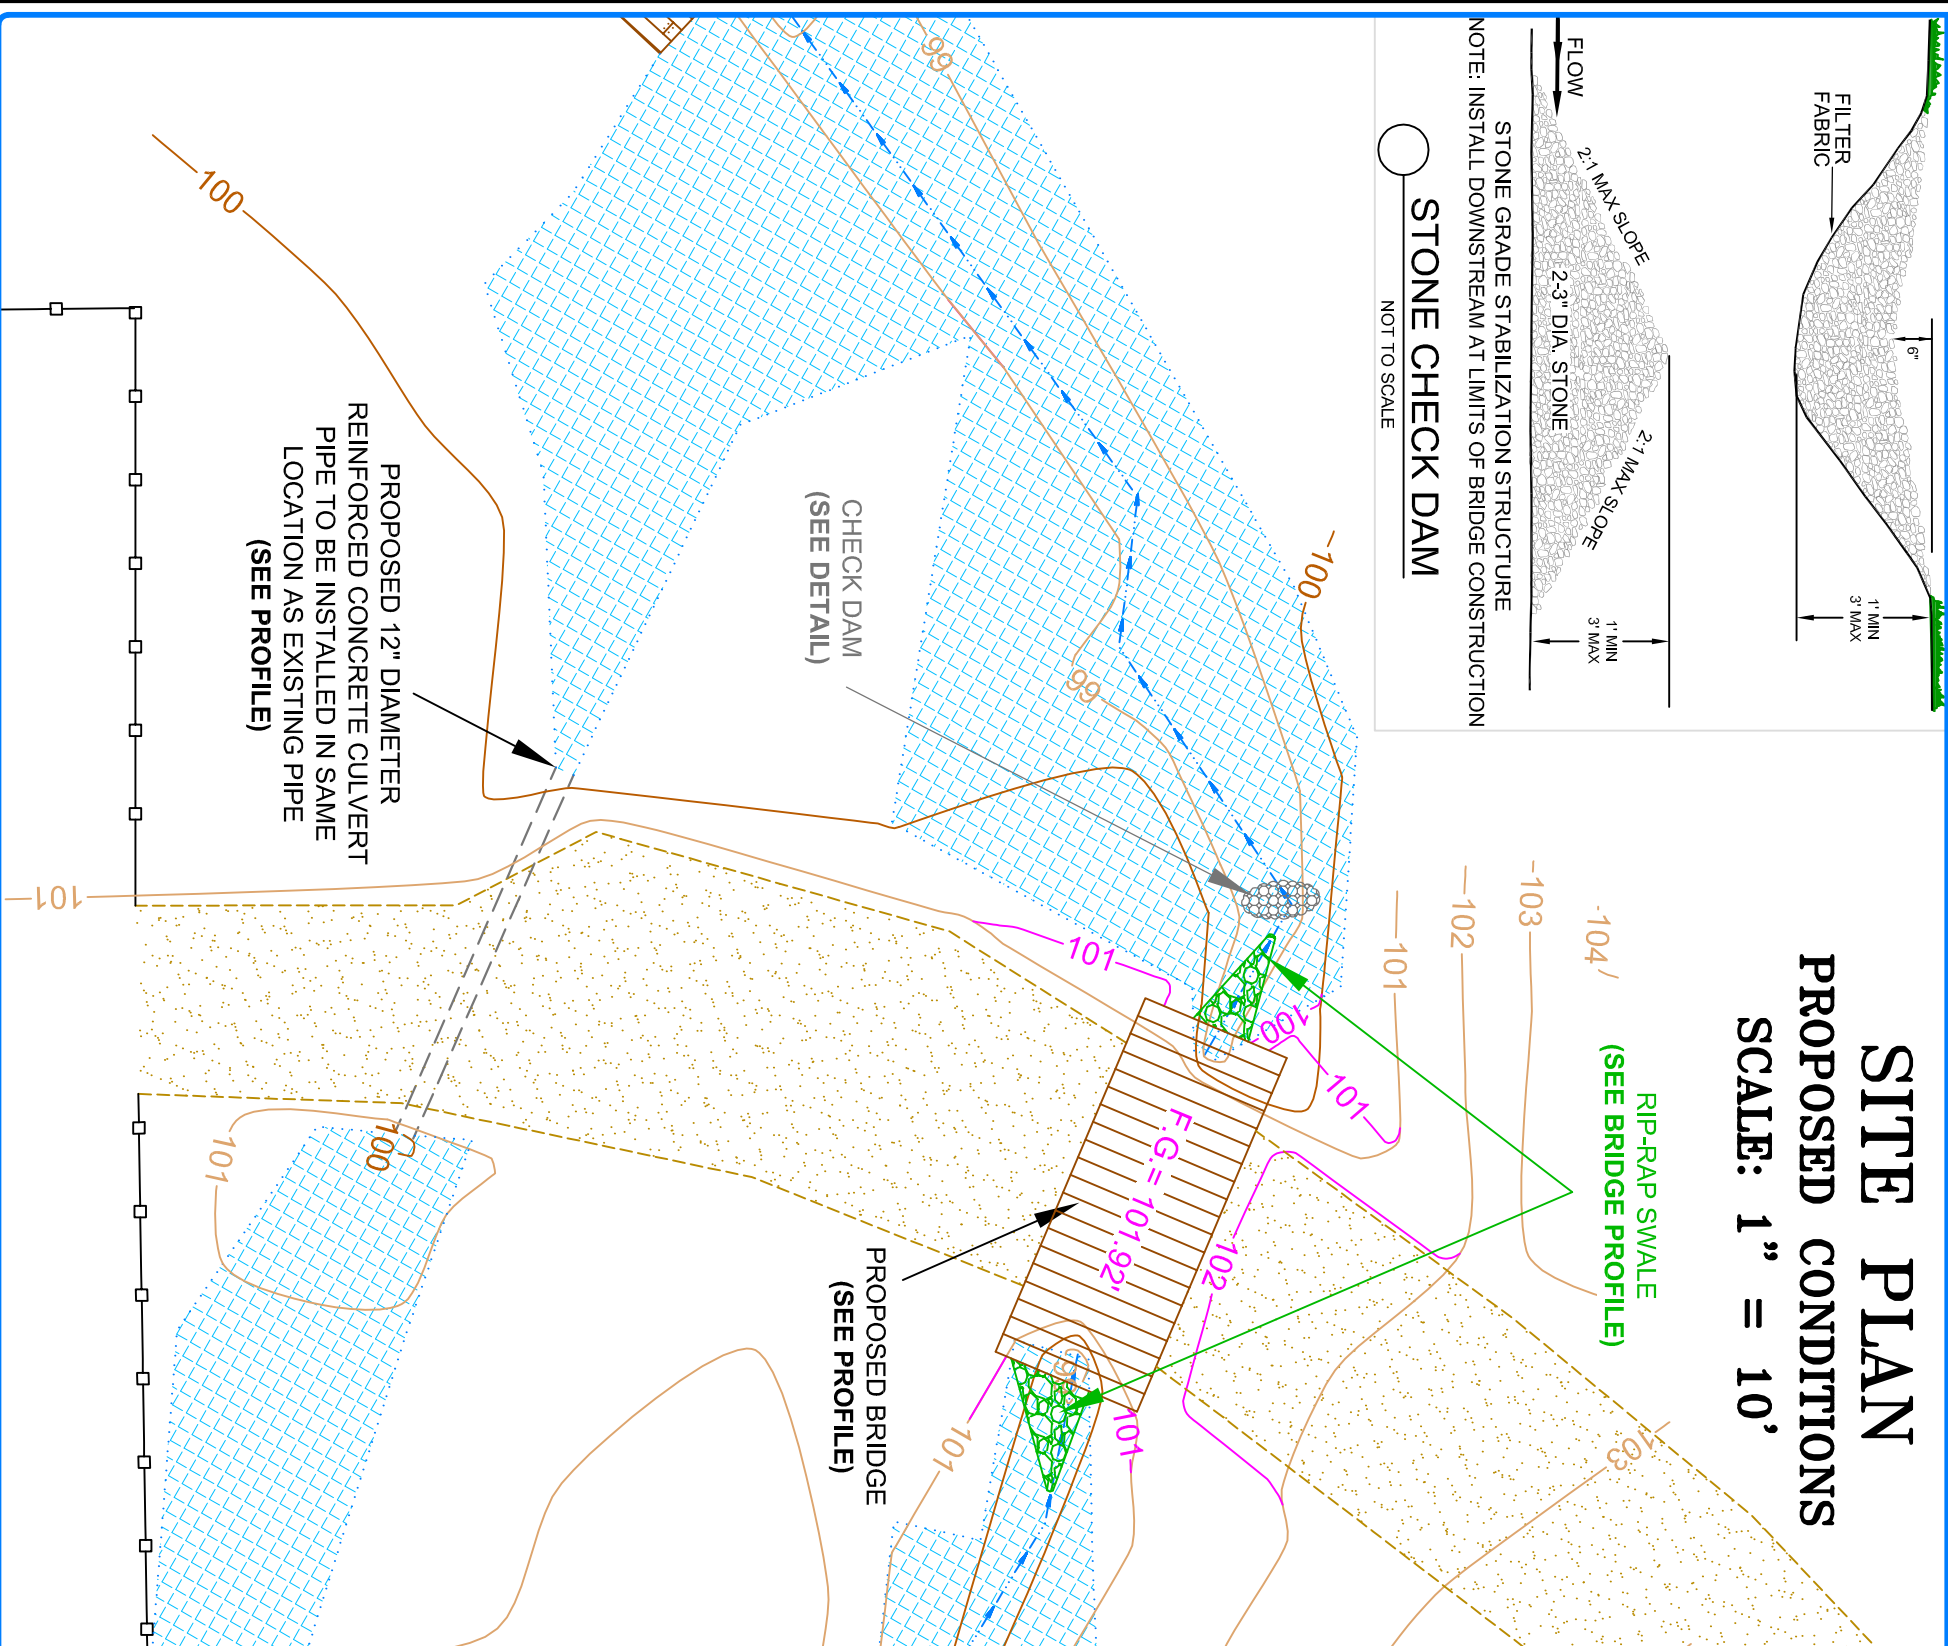 SITE PLAN
PROPOSED CONDITIONS
SCALE: 1" = 10'
FILTER
FABRIC
6"
1' MIN
3' MAX
FLOW
2:1 MAX SLOPE
2-3" DIA. STONE
2:1 MAX SLOPE
1' MIN
3' MAX
STONE GRADE STABILIZATION STRUCTURE
NOTE: INSTALL DOWNSTREAM AT LIMITS OF BRIDGE CONSTRUCTION
STONE CHECK DAM
NOT TO SCALE
RIP-RAP SWALE
(SEE BRIDGE PROFILE)
104
103
102
101
100
99
99
100
101
101
100
101
F.G.= 101.92'
102
103
101
99
101
CHECK DAM
(SEE DETAIL)
PROPOSED BRIDGE
(SEE PROFILE)
PROPOSED 12" DIAMETER
REINFORCED CONCRETE CULVERT
PIPE TO BE INSTALLED IN SAME
LOCATION AS EXISTING PIPE
(SEE PROFILE)
100
101
101